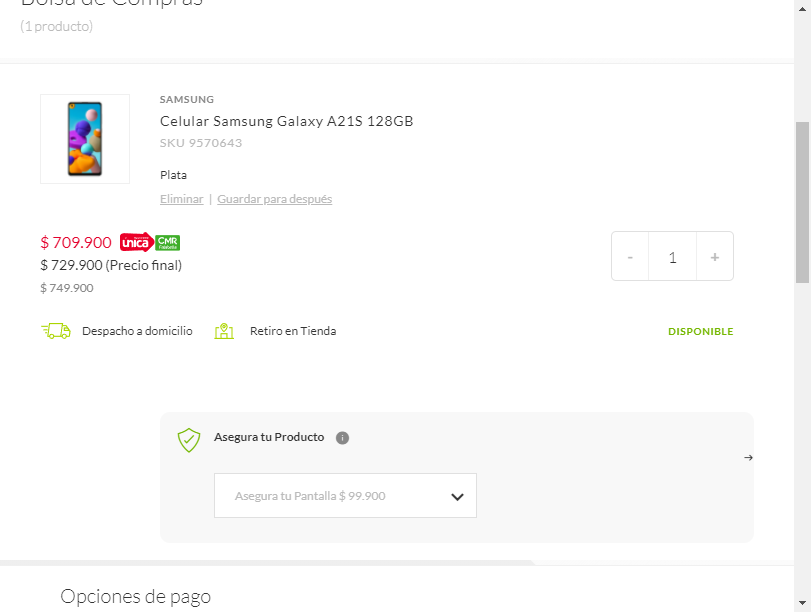 Bolsa de Compras
(1 producto)
SAMSUNG
Celular Samsung Galaxy A21S 128GB
SKU 9570643
Plata
Eliminar | Guardar para después
$ 709.900 unica CMR Falabella
$ 729.900 (Precio final)
$ 749.900
- 1 +
Despacho a domicilio Retiro en Tienda
DISPONIBLE
Asegura tu Producto i
Asegura tu Pantalla $ 99.900
Opciones de pago